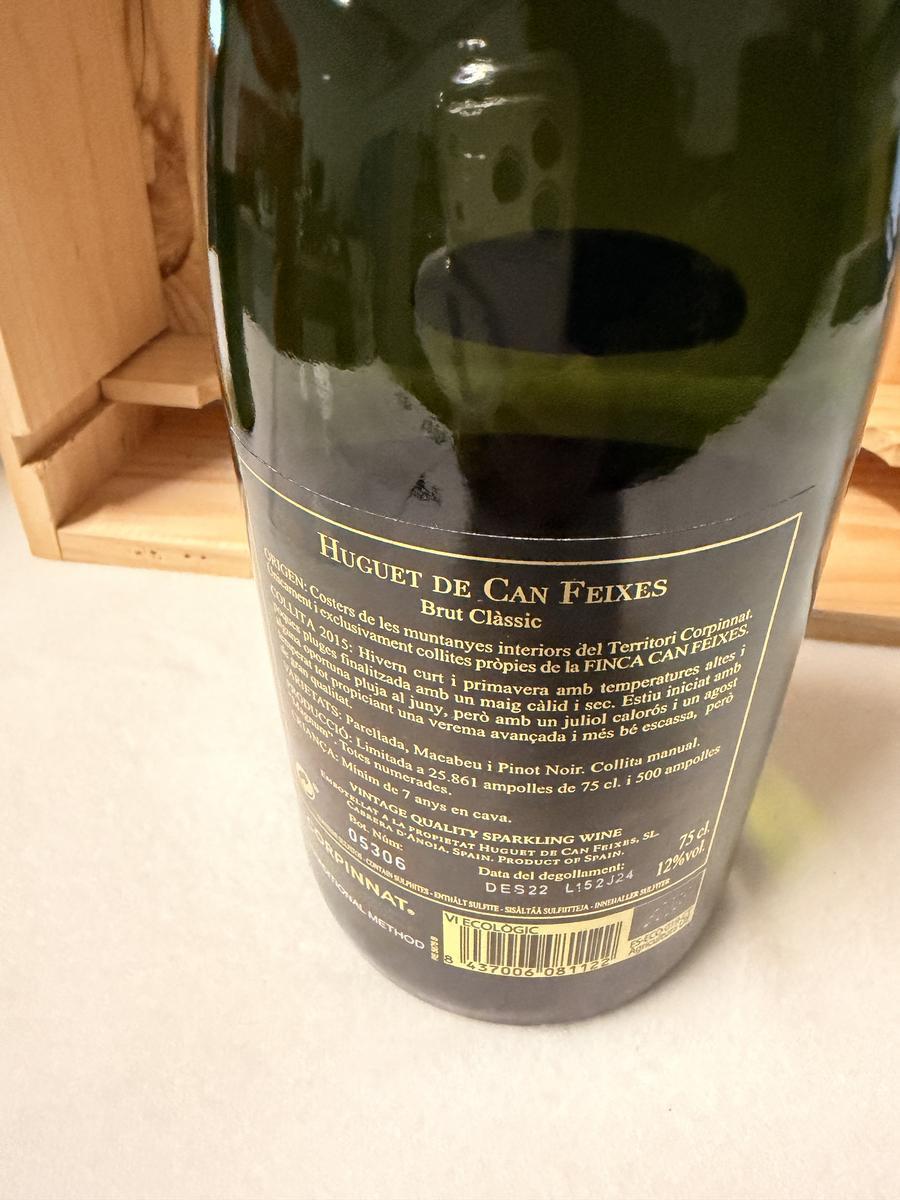 HUGUET DE CAN FEIXES
Brut Clàssic
ORIGEN: Costers de les muntanyes interiors del Territori Corpinnat.
Únicament i exclusivament collites pròpies de la FINCA CAN FEIXES.
COLLITA 2015: Hivern curt i primavera amb temperatures altes i
poques pluges finalitzada amb un maig càlid i sec. Estiu iniciat amb
alguna oportuna pluja al juny, però amb un juliol calorós i un agost
temperat tot propiciant una verema avançada i més bé escassa, però
gran qualitat.
VARIETATS: Parellada, Macabeu i Pinot Noir. Collita manual.
PRODUCCIÓ: Limitada a 25.861 ampolles de 75 cl. i 500 ampolles
"Magnum". Totes numerades.
CRIANÇA: Mínim de 7 anys en cava.
VINTAGE QUALITY SPARKLING WINE
EMBOTELLAT A LA PROPIETAT HUGUET DE CAN FEIXES, SL
CABRERA D'ANOIA. SPAIN. PRODUCT OF SPAIN.
Bot. Núm:
05306
Data del degollament:
DES22 L152J24
75 cl.
12%vol.
CONTAIN SULPHITES - ENTHÄLT SULFITE - SISÄLTÄÄ SULFIITTEJA - INNEHALLER SULFITER
CORPINNAT.
TRADITIONAL METHOD
VI ECOLÒGIC
8 437006 081122